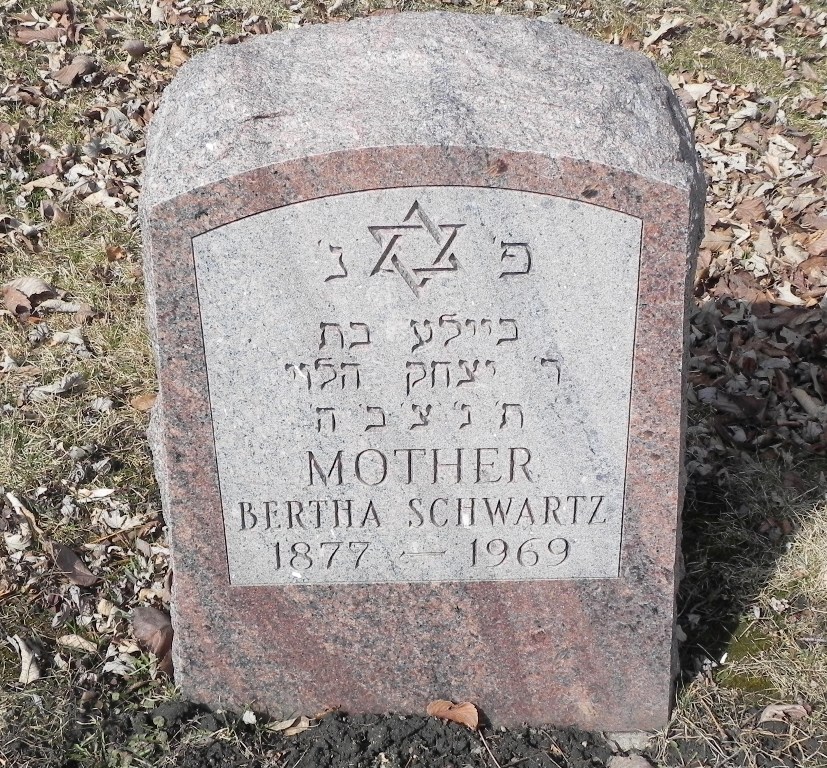 פ' נ'
ביילע בת
ר' יצחק הלוי
ת' נ' צ' ב' ה'
MOTHER
BERTHA SCHWARTZ
1877 — 1969